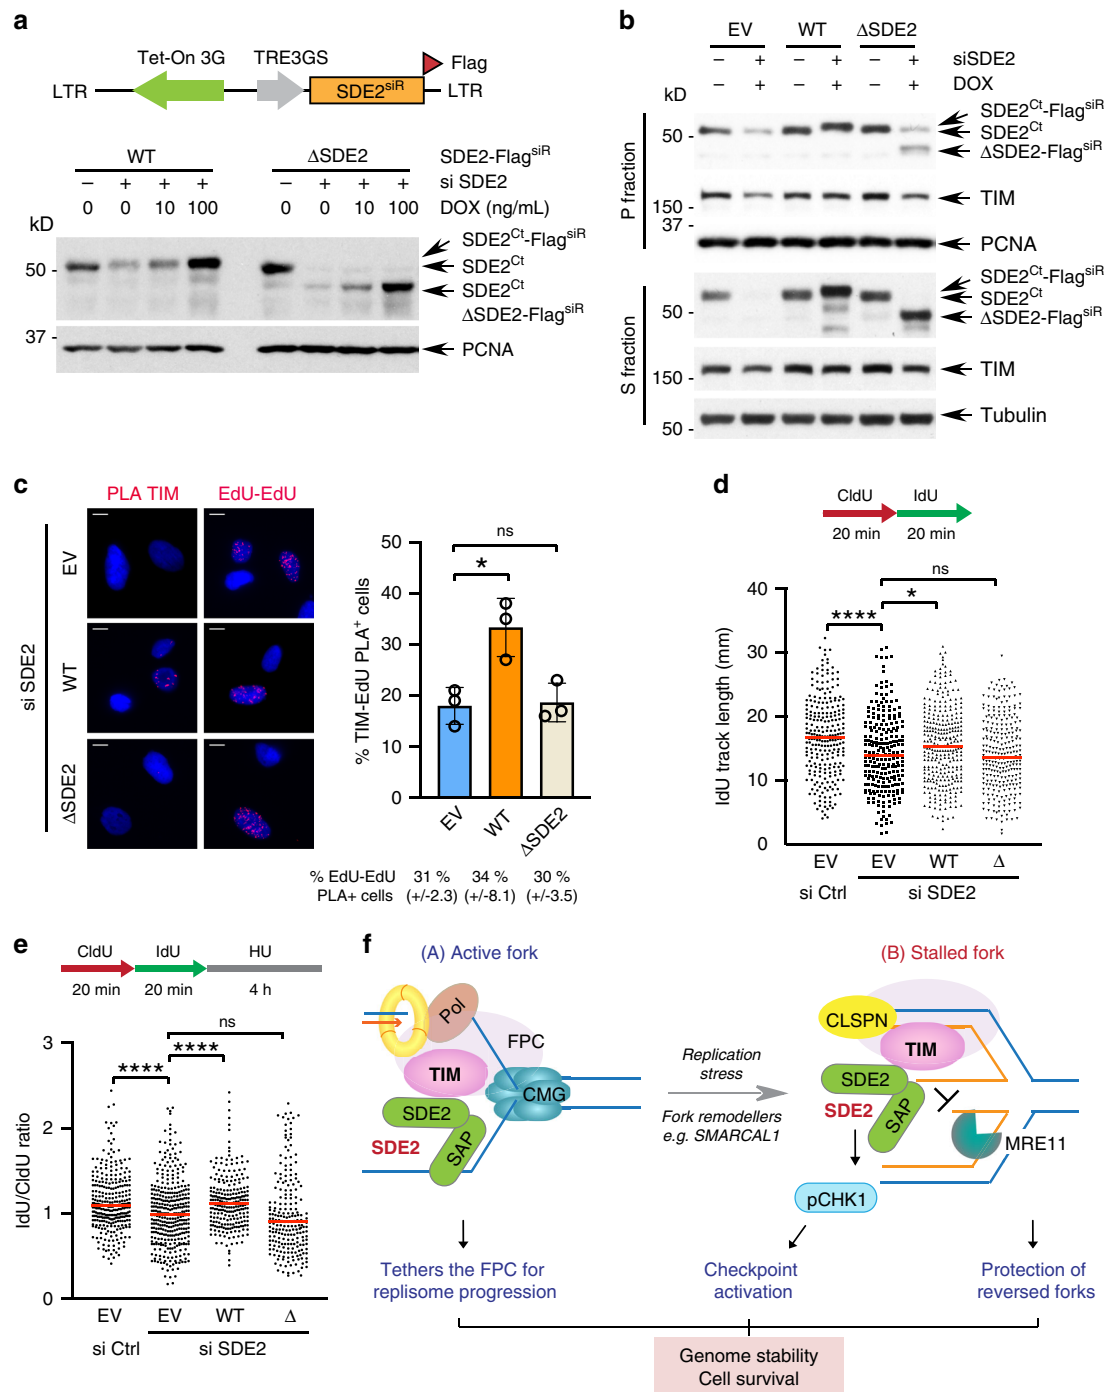 a
Tet-On 3G
TRE3GS
Flag
LTR
SDE2siR
LTR
WT
ΔSDE2
SDE2-FlagsiR
– + + + – + + + si SDE2
0 0 10 100 0 0 10 100 DOX (ng/mL)
kD
SDE2Ct-FlagsiR
50 -
SDE2Ct
SDE2Ct
ΔSDE2-FlagsiR
37 -
PCNA
b
EV WT ΔSDE2
– + – + – + siSDE2
– + – + – + DOX
kD
P fraction
SDE2Ct-FlagsiR
50 -
SDE2Ct
ΔSDE2-FlagsiR
TIM
150 -
37 -
PCNA
S fraction
SDE2Ct-FlagsiR
SDE2Ct
50 -
ΔSDE2-FlagsiR
TIM
150 -
Tubulin
50 -
c
PLA TIM EdU-EdU
si SDE2
EV
WT
ΔSDE2
% TIM-EdU PLA+ cells
50
40
30
20
10
0
ns
*
EV WT ΔSDE2
% EdU-EdU 31 % 34 % 30 %
PLA+ cells (+/-2.3) (+/-8.1) (+/-3.5)
d
CldU IdU
20 min 20 min
IdU track length (mm)
40
30
20
10
0
ns
*
****
EV EV WT Δ
si Ctrl si SDE2
e
CldU IdU HU
20 min 20 min 4 h
IdU/CldU ratio
3
2
1
0
ns
****
****
EV EV WT Δ
si Ctrl si SDE2
f
(A) Active fork
Pol
FPC
TIM
CMG
SDE2
SDE2
SAP
Replication
stress
Fork remodellers
e.g. SMARCAL1
(B) Stalled fork
CLSPN
TIM
SDE2
SDE2
SAP
MRE11
pCHK1
Tethers the FPC for
replisome progression
Checkpoint
activation
Protection of
reversed forks
Genome stability
Cell survival